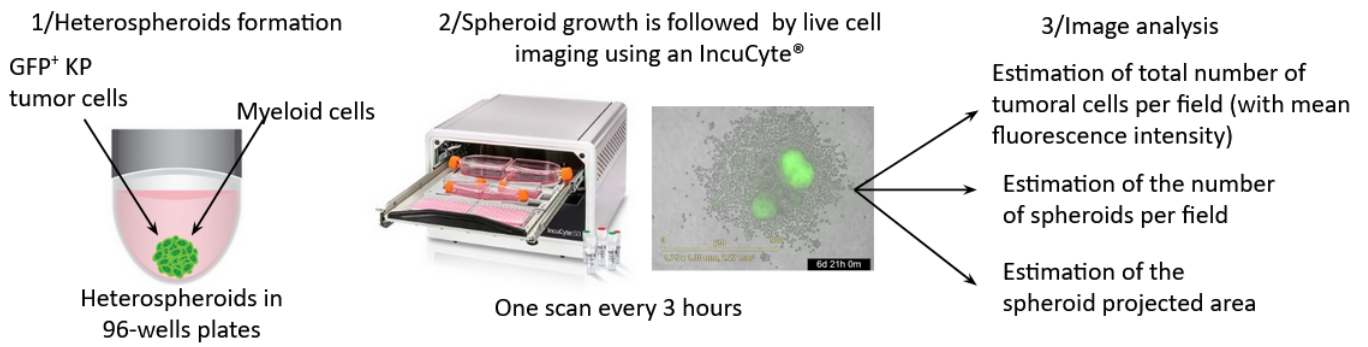 1/Heterospheroids formation
GFP⁺ KP
tumor cells
Myeloid cells
Heterospheroids in
96-wells plates
2/Spheroid growth is followed by live cell
imaging using an IncuCyte®
IncuCyte
6d 21h 0m
One scan every 3 hours
3/Image analysis
Estimation of total number of
tumoral cells per field (with mean
fluorescence intensity)
Estimation of the number
of spheroids per field
Estimation of the
spheroid projected area